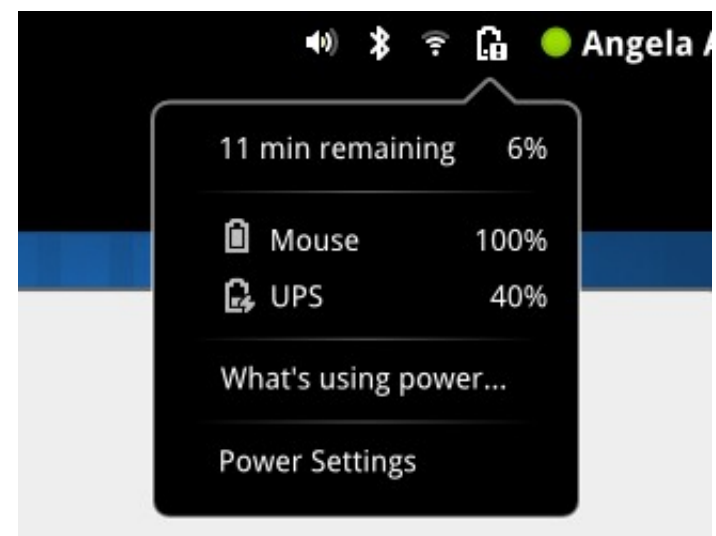 Angela A
11 min remaining 6%
Mouse 100%
UPS 40%
What's using power...
Power Settings